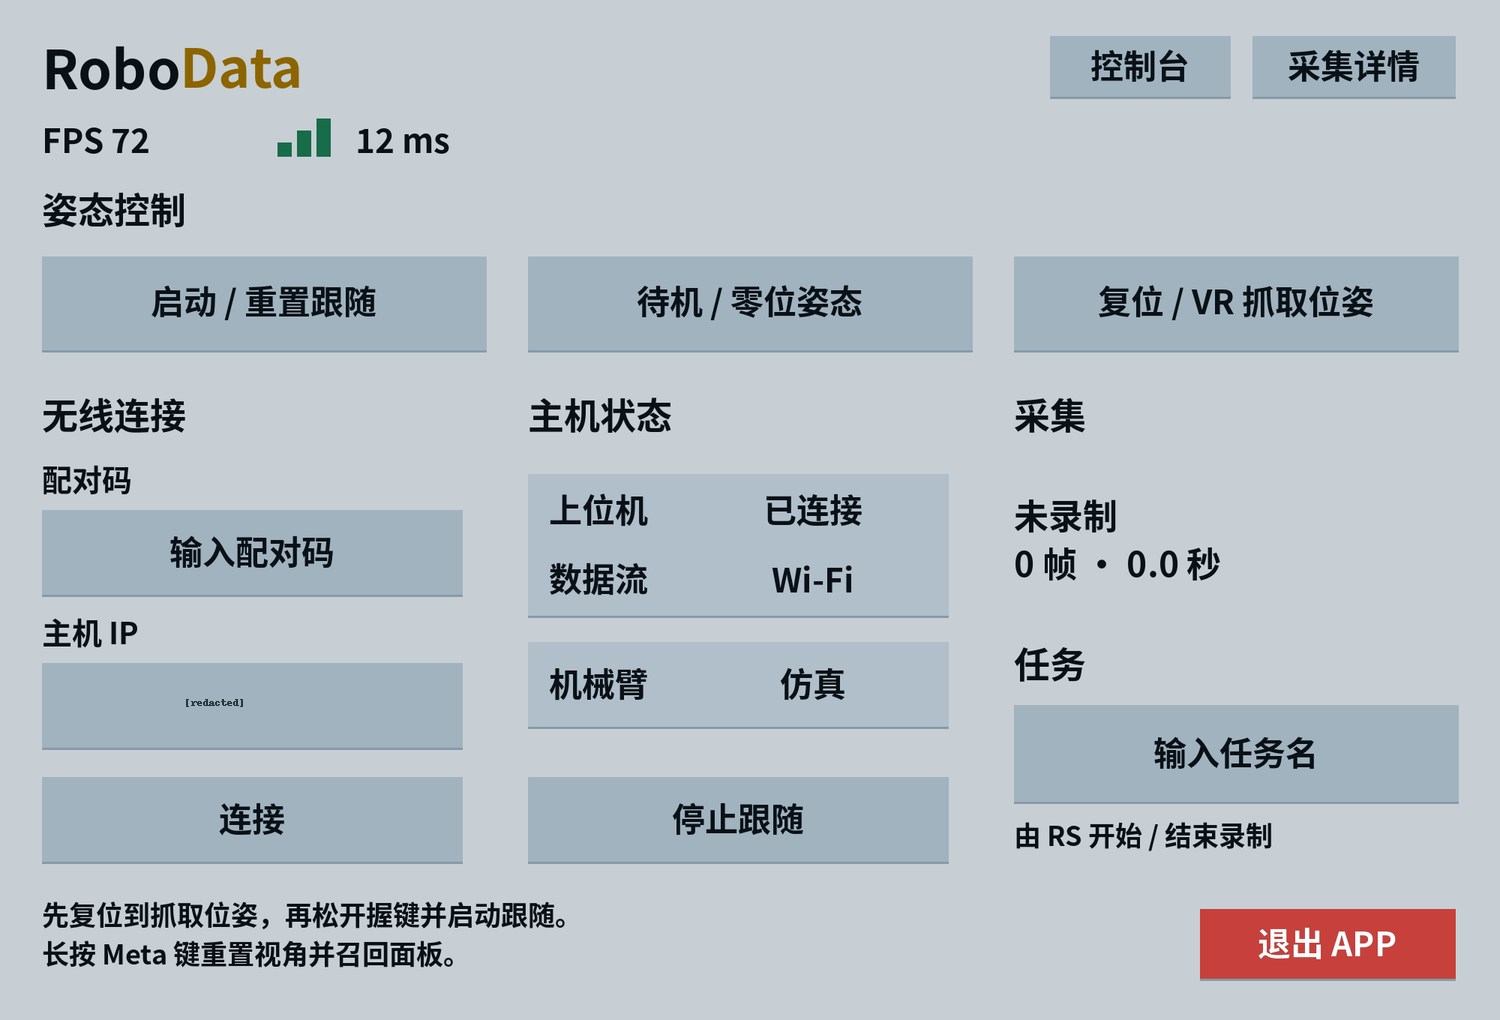 RoboData
控制台
采集详情
FPS 72
12 ms
姿态控制
启动 / 重置跟随
待机 / 零位姿态
复位 / VR 抓取位姿
无线连接
配对码
输入配对码
主机 IP
[redacted]
连接
主机状态
上位机 已连接
数据流 Wi-Fi
机械臂 仿真
停止跟随
采集
未录制
0 帧 · 0.0 秒
任务
输入任务名
由 RS 开始 / 结束录制
先复位到抓取位姿，再松开握键并启动跟随。
长按 Meta 键重置视角并召回面板。
退出 APP